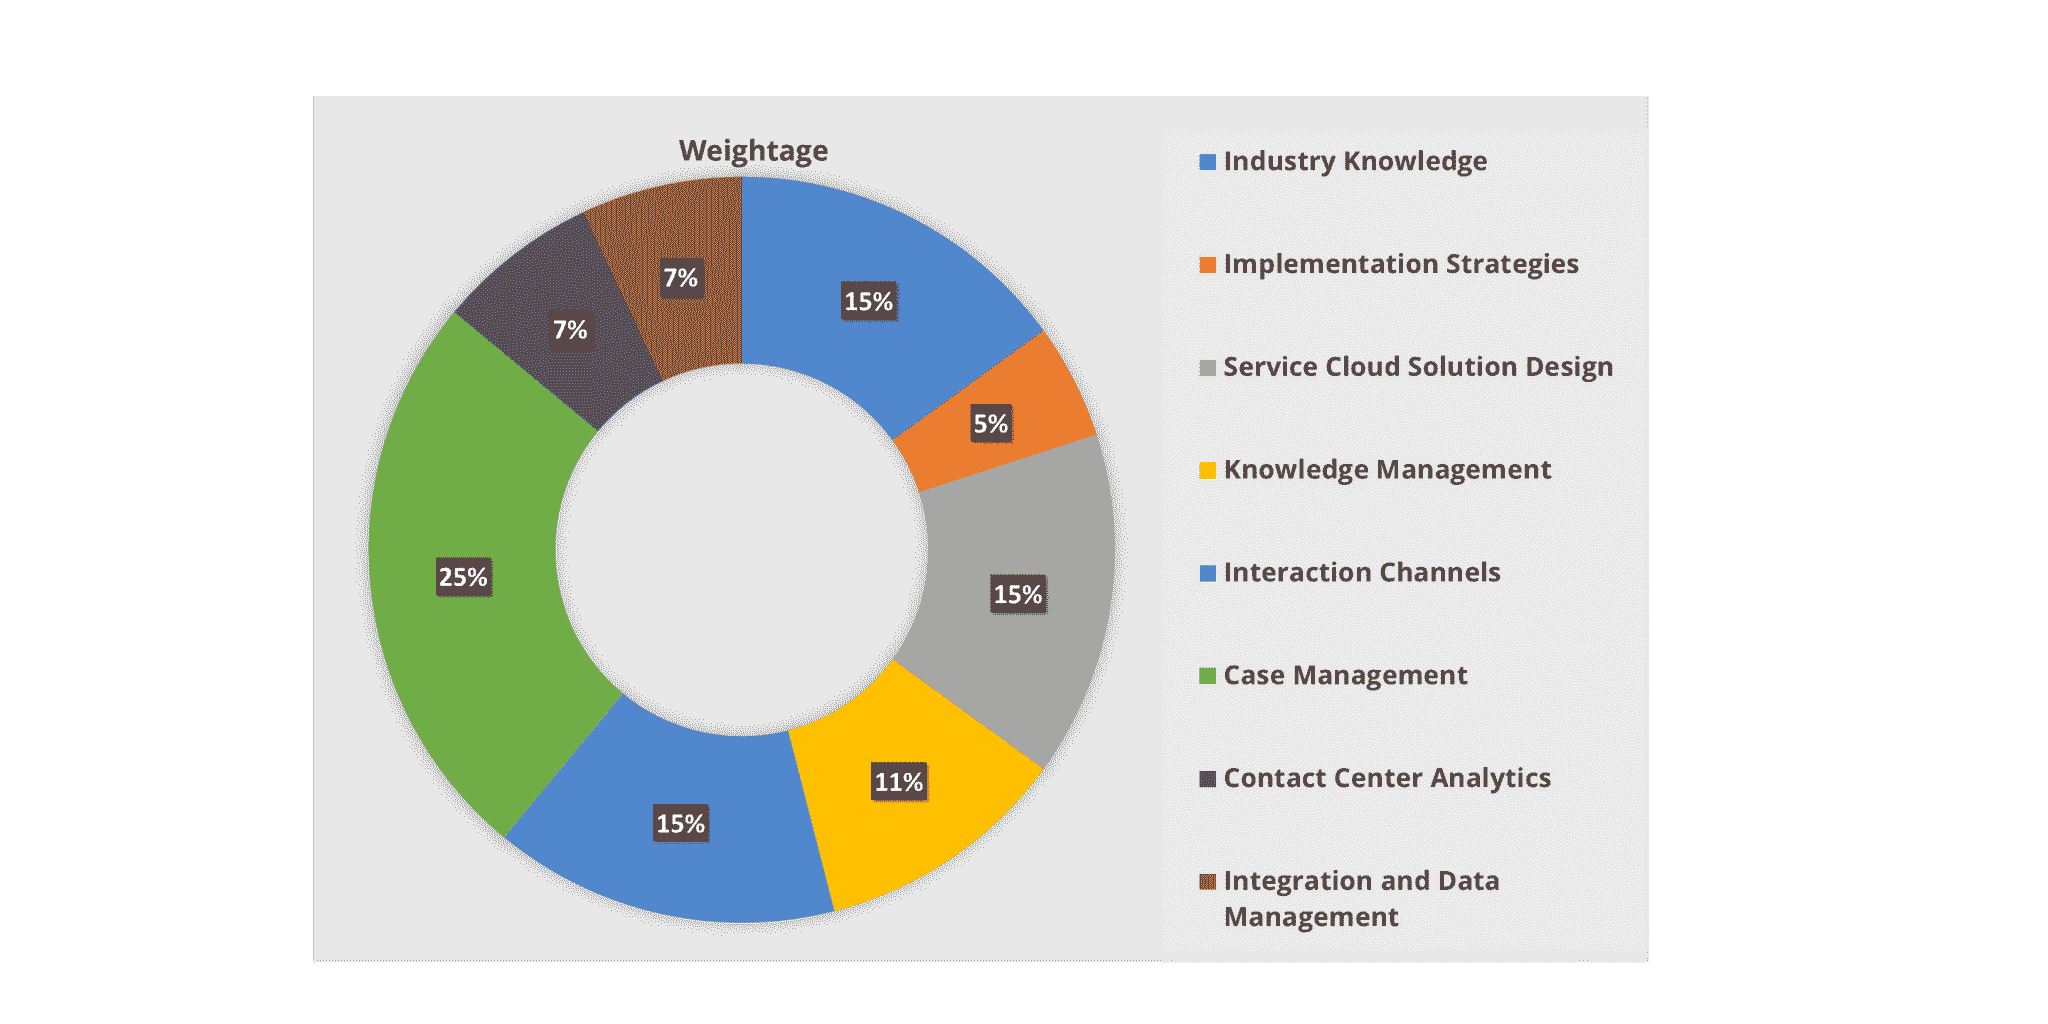 Weightage
15%
5%
15%
11%
15%
25%
7%
7%
Industry Knowledge
Implementation Strategies
Service Cloud Solution Design
Knowledge Management
Interaction Channels
Case Management
Contact Center Analytics
Integration and Data
Management